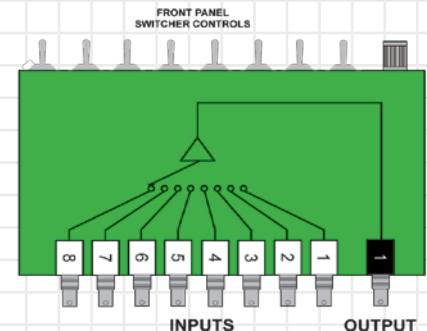 FRONT PANEL
SWITCHER CONTROLS
8 7 6 5 4 3 2 1 1
INPUTS OUTPUT